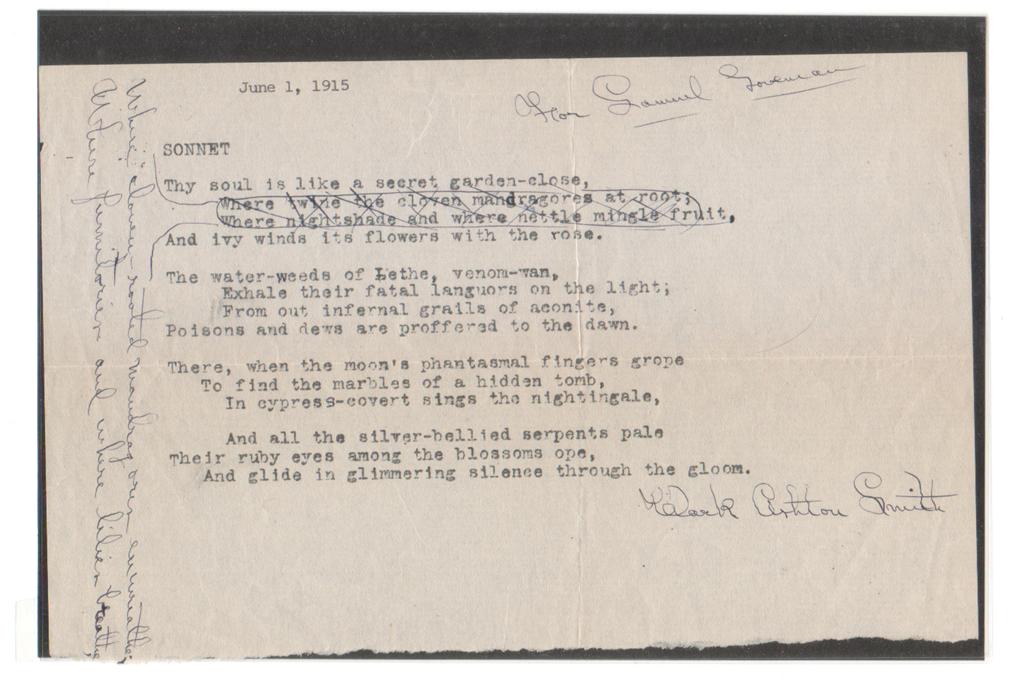 June 1, 1915
For Samuel Loveman
SONNET
Thy soul is like a secret garden-close,
Where twine the cloven mandragores at root;
Where nightshade and where nettle mingle fruit,
And ivy winds its flowers with the rose.
The water-weeds of Lethe, venom-wan,
Exhale their fatal languors on the light;
From out infernal grails of aconite,
Poisons and dews are proffered to the dawn.
There, when the moon's phantasmal fingers grope
To find the marbles of a hidden tomb,
In cypress-covert sings the nightingale,
And all the silver-bellied serpents pale
Their ruby eyes among the blossoms ope,
And glide in glimmering silence through the gloom.
Clark Ashton Smith
Where cloven-rooted mandragores enwreathe,
Where fumitories and where lilies breathe,